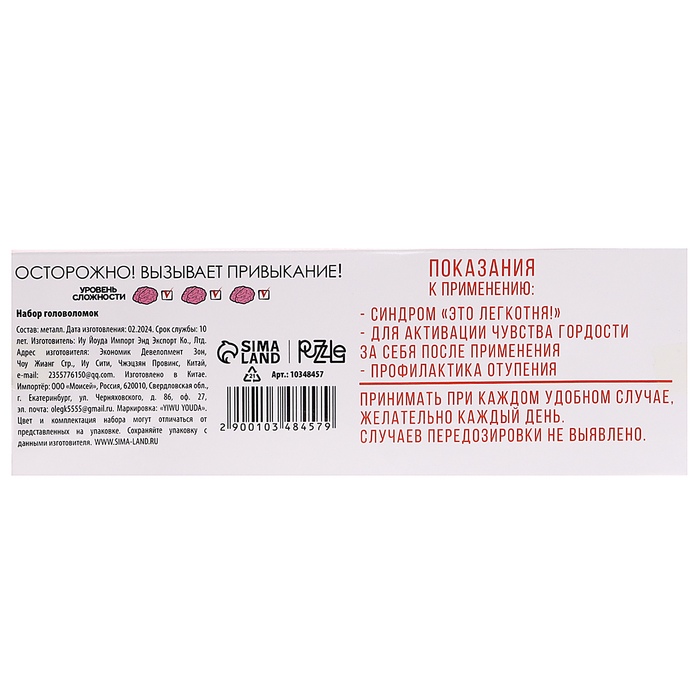 ОСТОРОЖНО! ВЫЗЫВАЕТ ПРИВЫКАНИЕ!
УРОВЕНЬ
СЛОЖНОСТИ
Набор головоломок
Состав: металл. Дата изготовления: 02.2024. Срок службы: 10
лет. Изготовитель: Иу Йоуда Импорт Энд Экспорт Ко., Лтд.
Адрес изготовителя: Экономик Девелопмент Зон,
Чоу Жианг Стр., Иу Сити, Чжэцзян Провинс, Китай,
e-mail: 2355776150@qq.com. Изготовлено в Китае.
Импортёр: ООО «Моисей», Россия, 620010, Свердловская обл.,
г. Екатеринбург, ул. Черняховского, д. 86, оф. 27,
эл. почта: olegk5555@gmail.ru. Маркировка: «YIWU YOUDA».
Цвет и комплектация набора могут отличаться от
представленных на упаковке. Сохраняйте упаковку с
данными изготовителя. WWW.SIMA-LAND.RU
SIMA
LAND
Puzzle
21
Арт.: 10348457
2 900103 484579
ПОКАЗАНИЯ
К ПРИМЕНЕНИЮ:
- СИНДРОМ «ЭТО ЛЕГКОТНЯ!»
- ДЛЯ АКТИВАЦИИ ЧУВСТВА ГОРДОСТИ
ЗА СЕБЯ ПОСЛЕ ПРИМЕНЕНИЯ
- ПРОФИЛАКТИКА ОТУПЕНИЯ
ПРИНИМАТЬ ПРИ КАЖДОМ УДОБНОМ СЛУЧАЕ,
ЖЕЛАТЕЛЬНО КАЖДЫЙ ДЕНЬ.
СЛУЧАЕВ ПЕРЕДОЗИРОВКИ НЕ ВЫЯВЛЕНО.